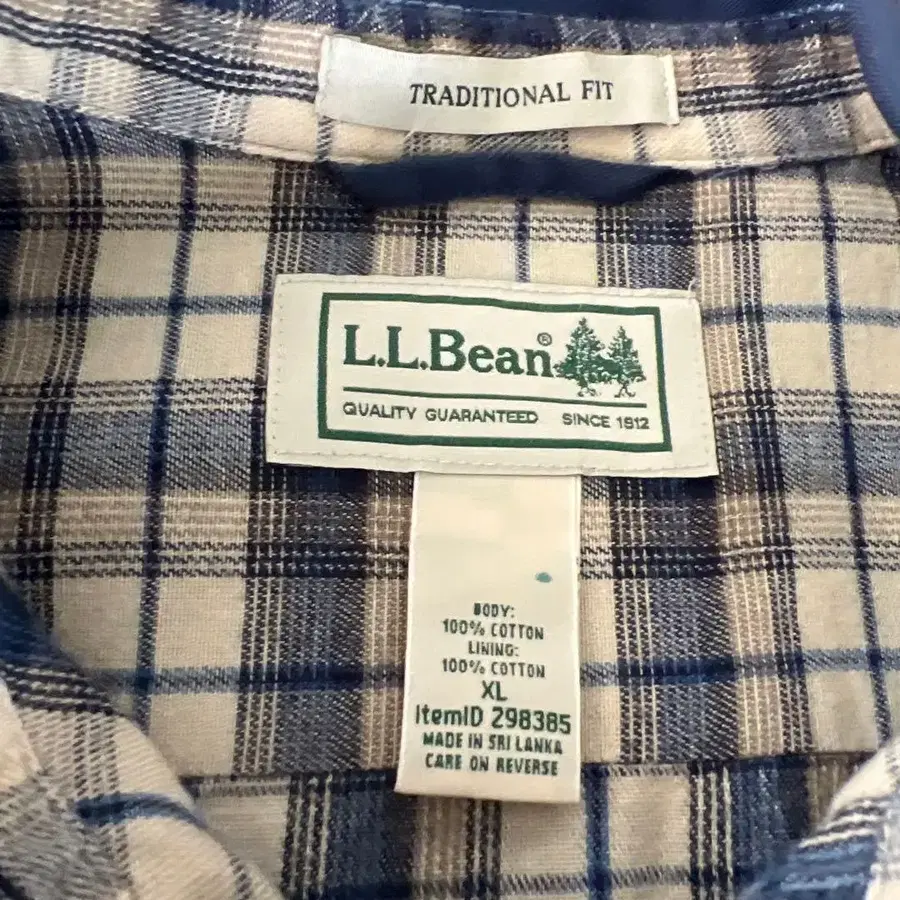 TRADITIONAL FIT
L.L.Bean®
QUALITY GUARANTEED SINCE 1912
BODY:
100% COTTON
LINING:
100% COTTON
XL
ItemID 298385
MADE IN SRI LANKA
CARE ON REVERSE